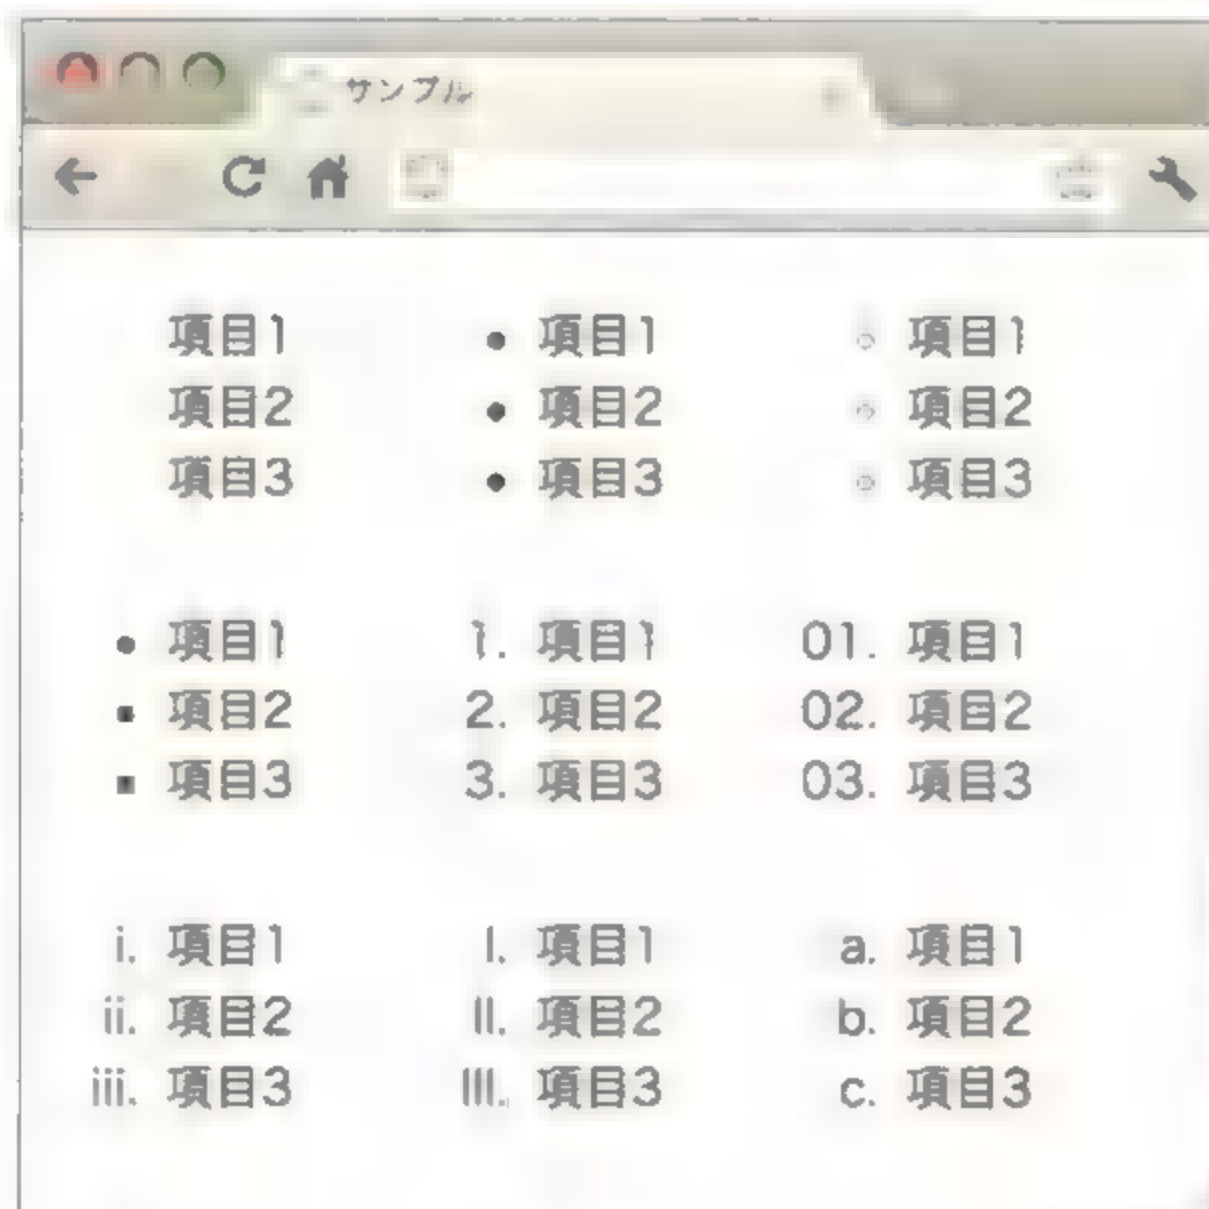 サンプル
項目1 • 項目1 ◦ 項目1
項目2 • 項目2 ◦ 項目2
項目3 • 項目3 ◦ 項目3
▪ 項目1 1. 項目1 01. 項目1
▪ 項目2 2. 項目2 02. 項目2
▪ 項目3 3. 項目3 03. 項目3
i. 項目1 I. 項目1 a. 項目1
ii. 項目2 II. 項目2 b. 項目2
iii. 項目3 III. 項目3 c. 項目3